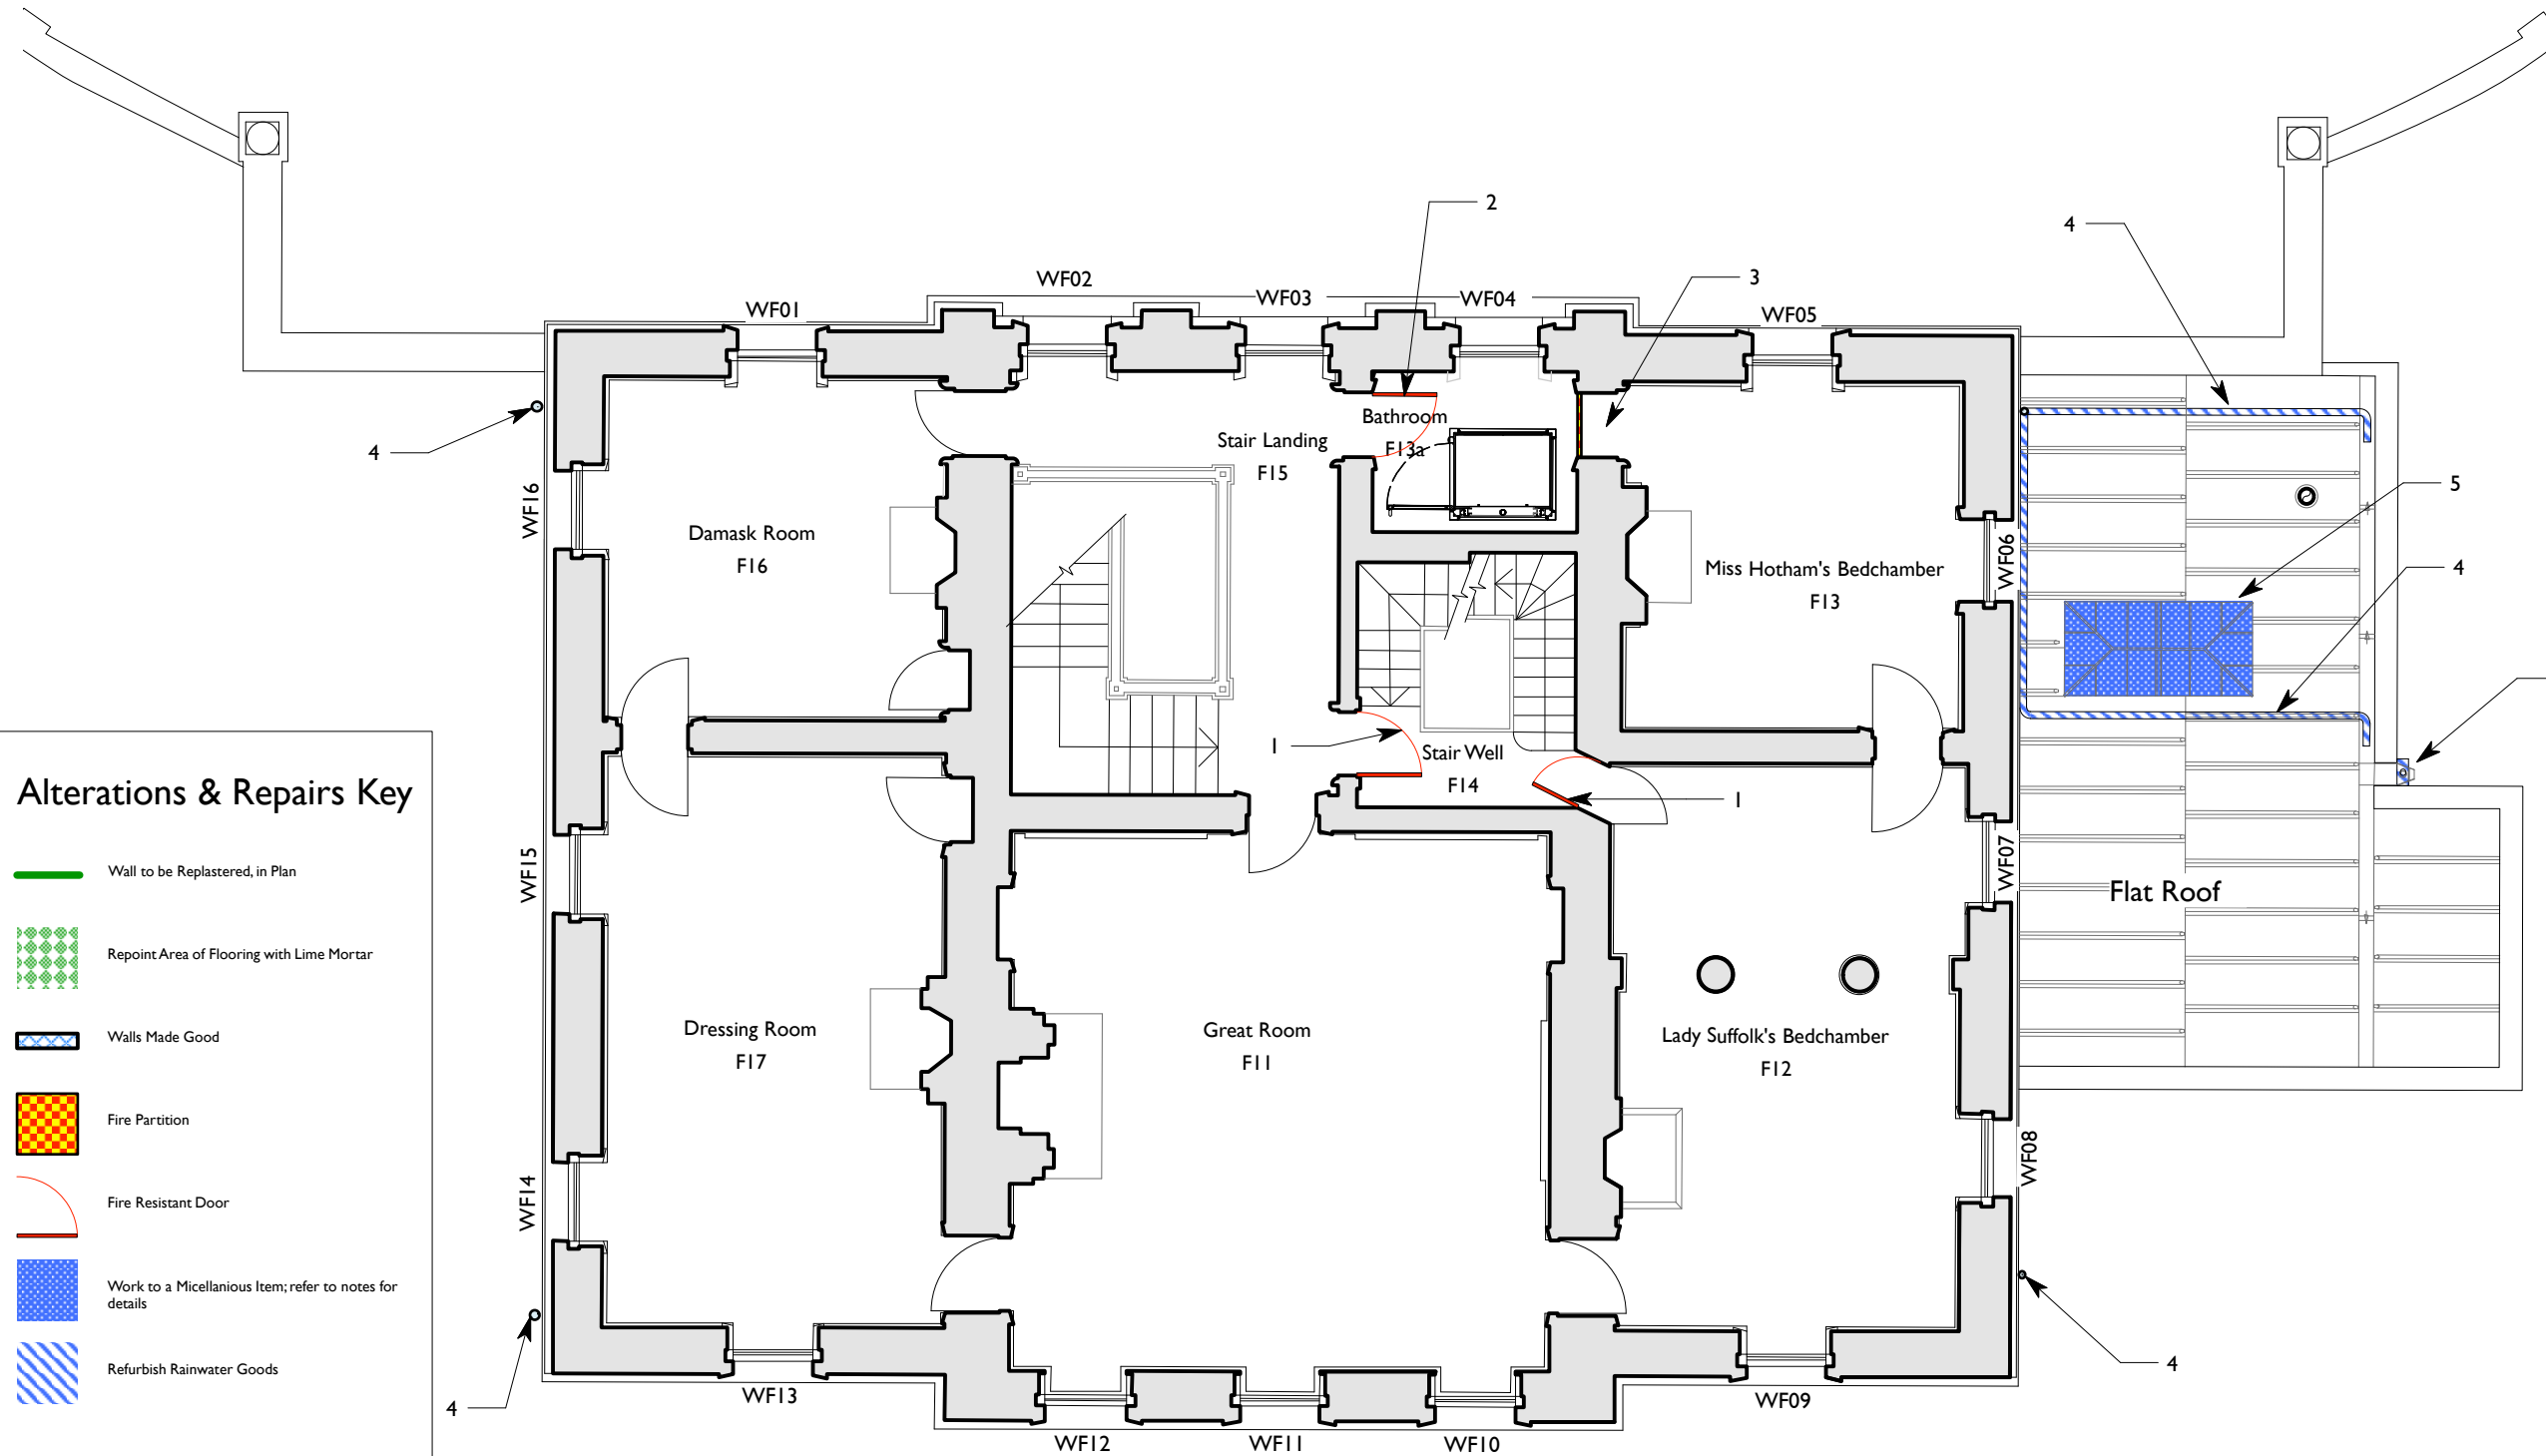 2
4
WF02
3
WF03
WF04
WF01
WF05
4
Bathroom
F13a
Stair Landing
F15
5
WF16
Damask Room
F16
WF06
Miss Hotham's Bedchamber
F13
4
1
Stair Well
F14
1
Alterations & Repairs Key
Wall to be Replastered, in Plan
Repoint Area of Flooring with Lime Mortar
Walls Made Good
Fire Partition
Fire Resistant Door
Work to a Micellanious Item; refer to notes for
details
Refurbish Rainwater Goods
WF15
WF07
Flat Roof
Dressing Room
F17
Great Room
F11
Lady Suffolk's Bedchamber
F12
WF14
WF08
4
4
WF13
WF09
WF12
WF11
WF10